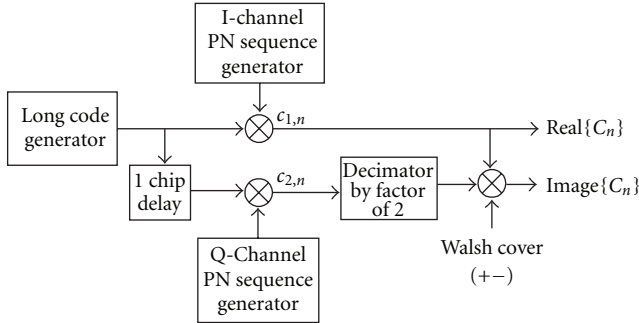 I-channel
PN sequence
generator
Long code
generator
c1,n
Real{Cn}
1 chip
delay
c2,n
Decimator
by factor
of 2
Image{Cn}
Q-Channel
PN sequence
generator
Walsh cover
(+−)